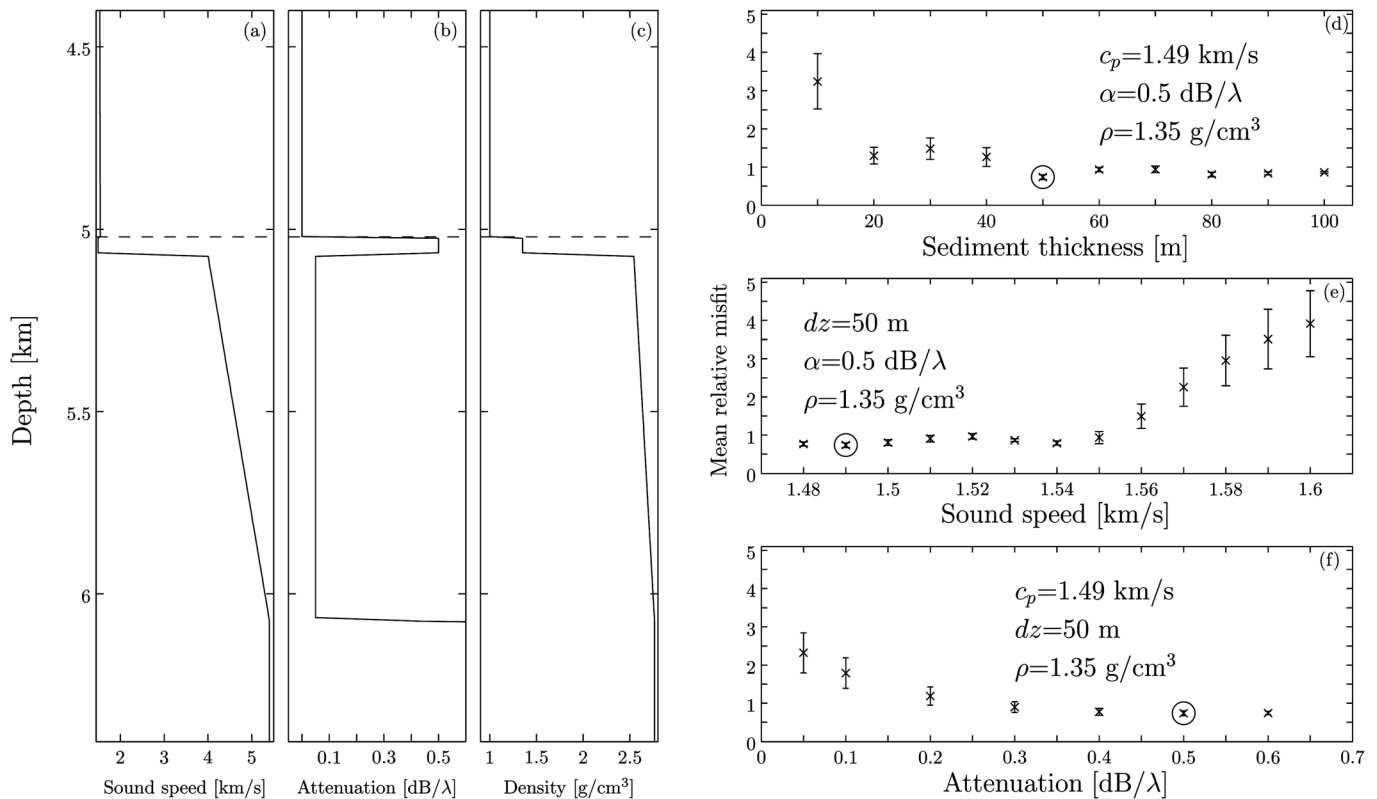 (a)
(b)
(c)
4.5
5
5.5
6
Depth [km]
2 3 4 5
Sound speed [km/s]
0.1 0.3 0.5
Attenuation [dB/λ]
1 1.5 2 2.5
Density [g/cm³]
(d)
5
4
3
2
1
0
cₚ=1.49 km/s
α=0.5 dB/λ
ρ=1.35 g/cm³
0 20 40 60 80 100
Sediment thickness [m]
Mean relative misfit
(e)
5
4
3
2
1
0
dz=50 m
α=0.5 dB/λ
ρ=1.35 g/cm³
1.48 1.5 1.52 1.54 1.56 1.58 1.6
Sound speed [km/s]
(f)
5
4
3
2
1
0
cₚ=1.49 km/s
dz=50 m
ρ=1.35 g/cm³
0 0.1 0.2 0.3 0.4 0.5 0.6 0.7
Attenuation [dB/λ]